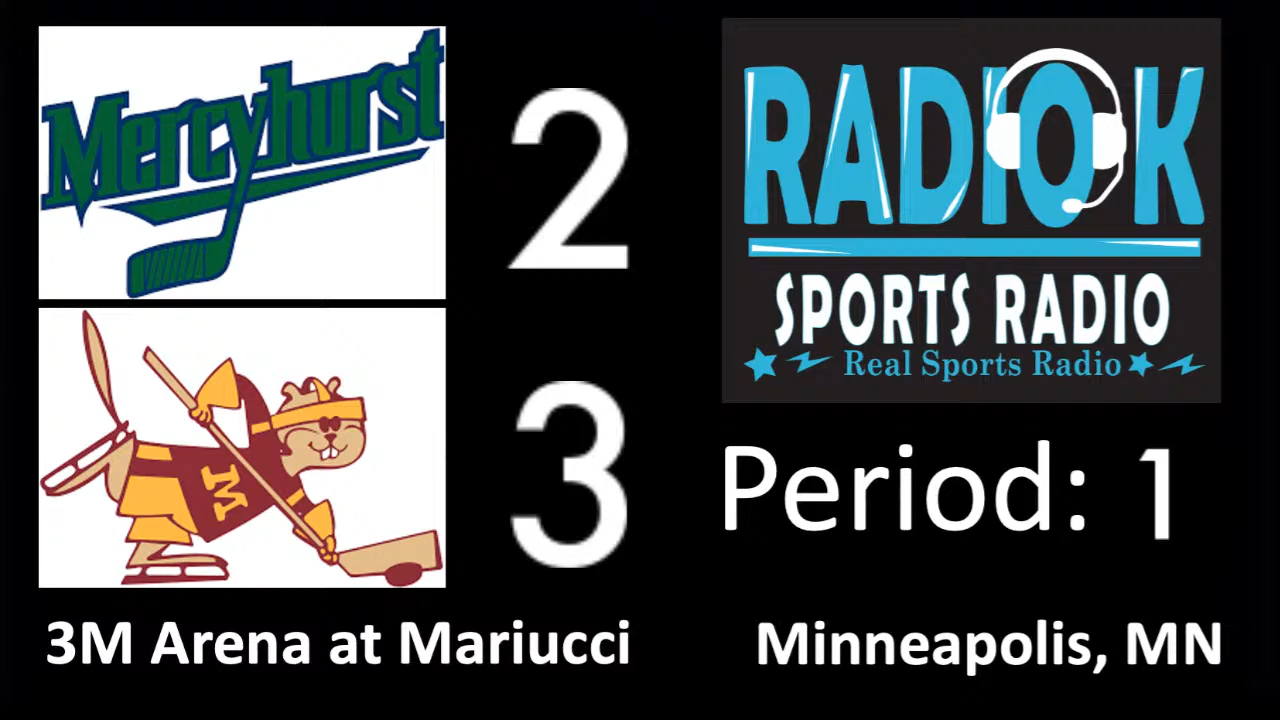 Mercyhurst
2
RADIO K
SPORTS RADIO
Real Sports Radio
M
3
Period: 1
3M Arena at Mariucci
Minneapolis, MN